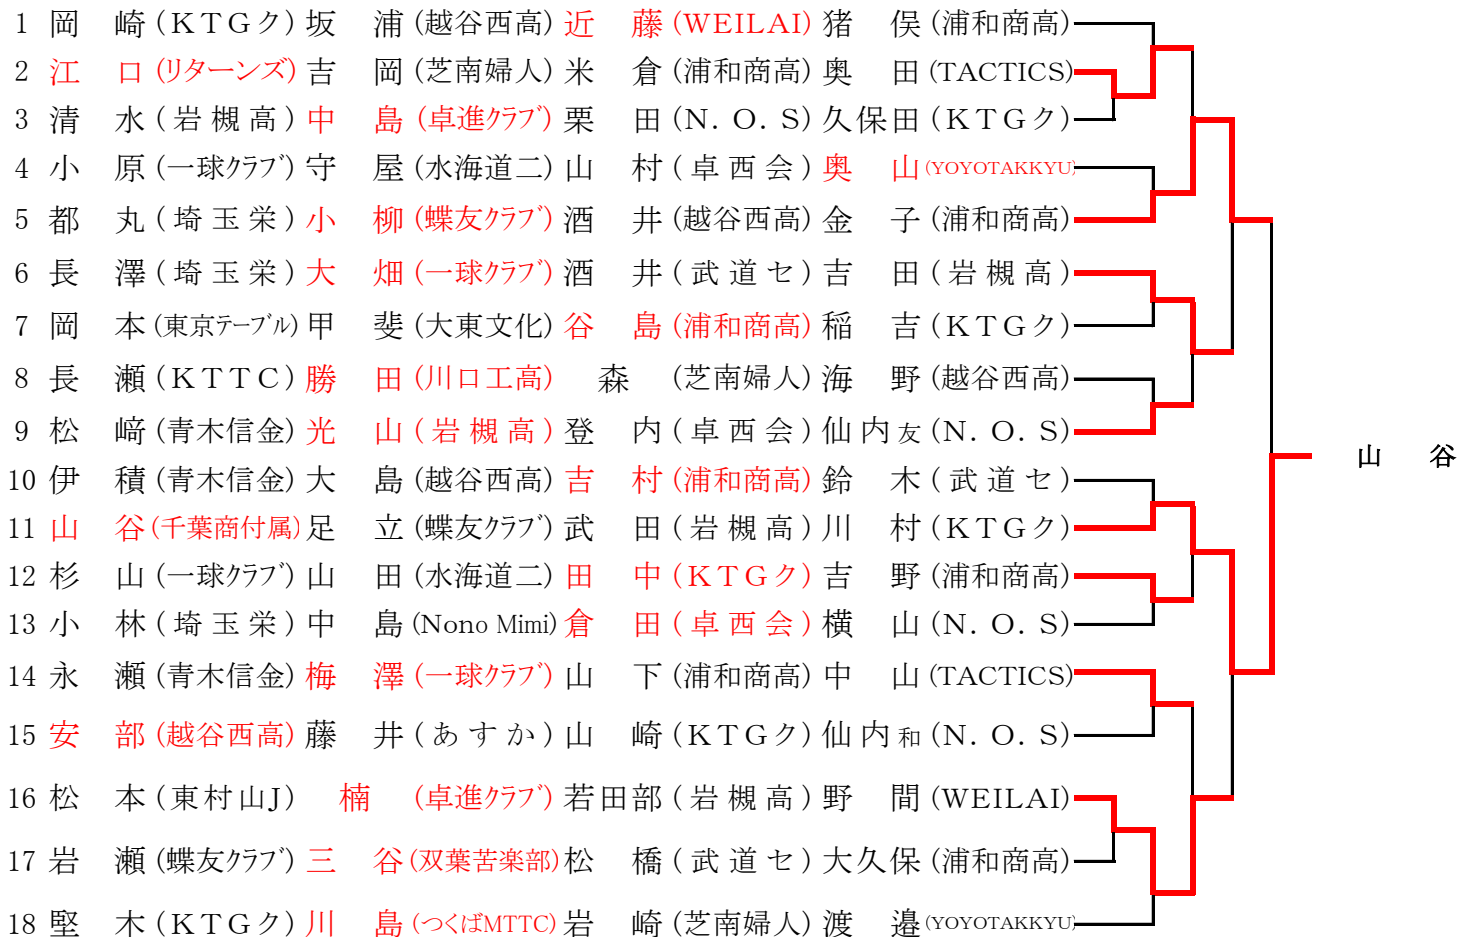 1 岡 崎 (KTGク) 坂 浦 (越谷西高) 近 藤 (WEILAI) 猪 俣 (浦和商高)
2 江 口 (リターンズ) 吉 岡 (芝南婦人) 米 倉 (浦和商高) 奥 田 (TACTICS)
3 清 水 (岩槻高) 中 島 (卓進クラブ) 栗 田 (N.O.S) 久保田 (KTGク)
4 小 原 (一球クラブ) 守 屋 (水海道二) 山 村 (卓西会) 奥 山 (YOYOTAKKYU)
5 都 丸 (埼玉栄) 小 柳 (蝶友クラブ) 酒 井 (越谷西高) 金 子 (浦和商高)
6 長 澤 (埼玉栄) 大 畑 (一球クラブ) 酒 井 (武道セ) 吉 田 (岩槻高)
7 岡 本 (東京テーブル) 甲 斐 (大東文化) 谷 島 (浦和商高) 稲 吉 (KTGク)
8 長 瀬 (KTTC) 勝 田 (川口工高) 森 (芝南婦人) 海 野 (越谷西高)
9 松 﨑 (青木信金) 光 山 (岩槻高) 登 内 (卓西会) 仙内友 (N.O.S)
山 谷
10 伊 積 (青木信金) 大 島 (越谷西高) 吉 村 (浦和商高) 鈴 木 (武道セ)
11 山 谷 (千葉商付属) 足 立 (蝶友クラブ) 武 田 (岩槻高) 川 村 (KTGク)
12 杉 山 (一球クラブ) 山 田 (水海道二) 田 中 (KTGク) 吉 野 (浦和商高)
13 小 林 (埼玉栄) 中 島 (Nono Mimi) 倉 田 (卓西会) 横 山 (N.O.S)
14 永 瀬 (青木信金) 梅 澤 (一球クラブ) 山 下 (浦和商高) 中 山 (TACTICS)
15 安 部 (越谷西高) 藤 井 (あすか) 山 崎 (KTGク) 仙内和 (N.O.S)
16 松 本 (東村山J) 楠 (卓進クラブ) 若田部 (岩槻高) 野 間 (WEILAI)
17 岩 瀬 (蝶友クラブ) 三 谷 (双葉苦楽部) 松 橋 (武道セ) 大久保 (浦和商高)
18 堅 木 (KTGク) 川 島 (つくばMTTC) 岩 崎 (芝南婦人) 渡 邉 (YOYOTAKKYU)